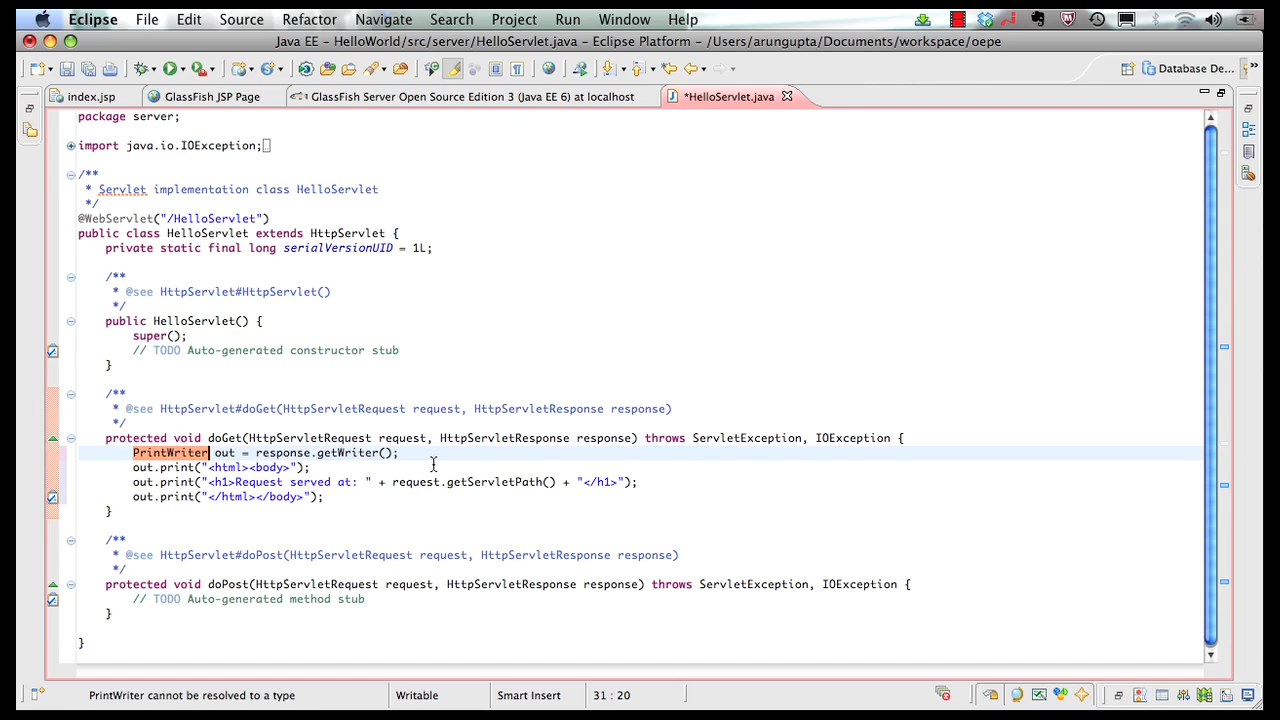 Eclipse File Edit Source Refactor Navigate Search Project Run Window Help
Java EE - HelloWorld/src/server/HelloServlet.java - Eclipse Platform - /Users/arungupta/Documents/workspace/oepe
Database De...
index.jsp GlassFish JSP Page GlassFish Server Open Source Edition 3 (Java EE 6) at localhost *HelloServlet.java
package server;
import java.io.IOException;
/**
* Servlet implementation class HelloServlet
*/
@WebServlet("/HelloServlet")
public class HelloServlet extends HttpServlet {
private static final long serialVersionUID = 1L;
/**
* @see HttpServlet#HttpServlet()
*/
public HelloServlet() {
super();
// TODO Auto-generated constructor stub
}
/**
* @see HttpServlet#doGet(HttpServletRequest request, HttpServletResponse response)
*/
protected void doGet(HttpServletRequest request, HttpServletResponse response) throws ServletException, IOException {
PrintWriter out = response.getWriter();
out.print("<html><body>");
out.print("<h1>Request served at: " + request.getServletPath() + "</h1>");
out.print("</html></body>");
}
/**
* @see HttpServlet#doPost(HttpServletRequest request, HttpServletResponse response)
*/
protected void doPost(HttpServletRequest request, HttpServletResponse response) throws ServletException, IOException {
// TODO Auto-generated method stub
}
}
PrintWriter cannot be resolved to a type Writable Smart Insert 31 : 20